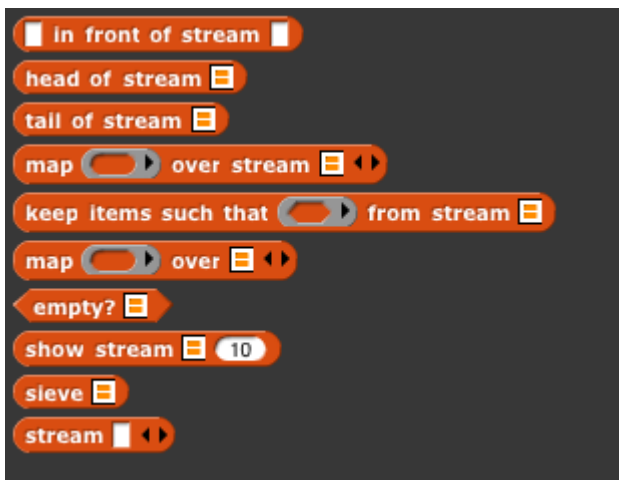 in front of stream
head of stream
tail of stream
map over stream
keep items such that from stream
map over
empty?
show stream 10
sieve
stream